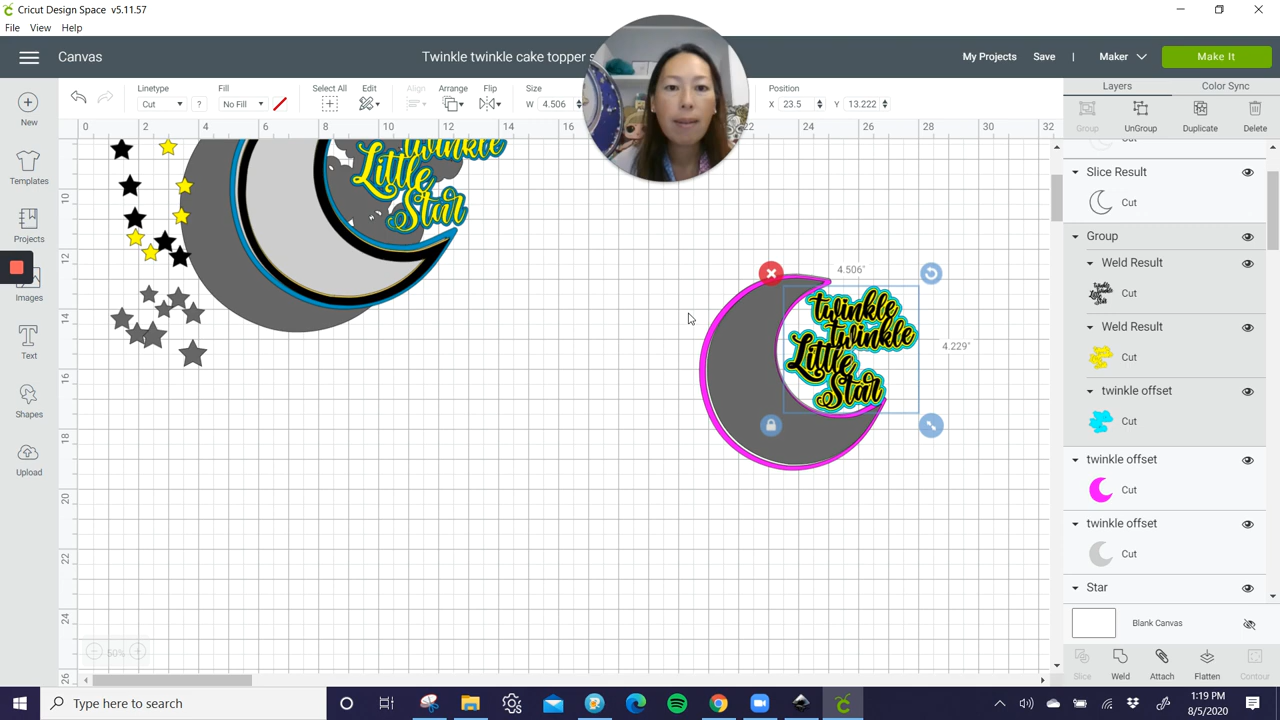 Cricut Design Space v5.11.57
File View Help
Canvas
Twinkle twinkle cake topper s
My Projects Save | Maker Make It
Linetype
Cut
?
Fill
No Fill
Select All
Edit
Align
Arrange
Flip
Size
W 4.506
Position
X 23.5
Y 13.222
Layers
Color Sync
Group
UnGroup
Duplicate
Delete
New
Templates
Projects
Images
Text
Shapes
Upload
0 2 4 6 8 10 12 14 16 22 24 26 28 30 32
10
12
14
16
18
20
22
24
26
twinkle
Little
Star
4.506"
4.229"
twinkle
twinkle
Little
Star
Cut
Slice Result
Cut
Group
Weld Result
Cut
Weld Result
Cut
twinkle offset
Cut
twinkle offset
Cut
twinkle offset
Cut
Star
Blank Canvas
Slice
Weld
Attach
Flatten
Contour
50%
Type here to search
1:19 PM
8/5/2020